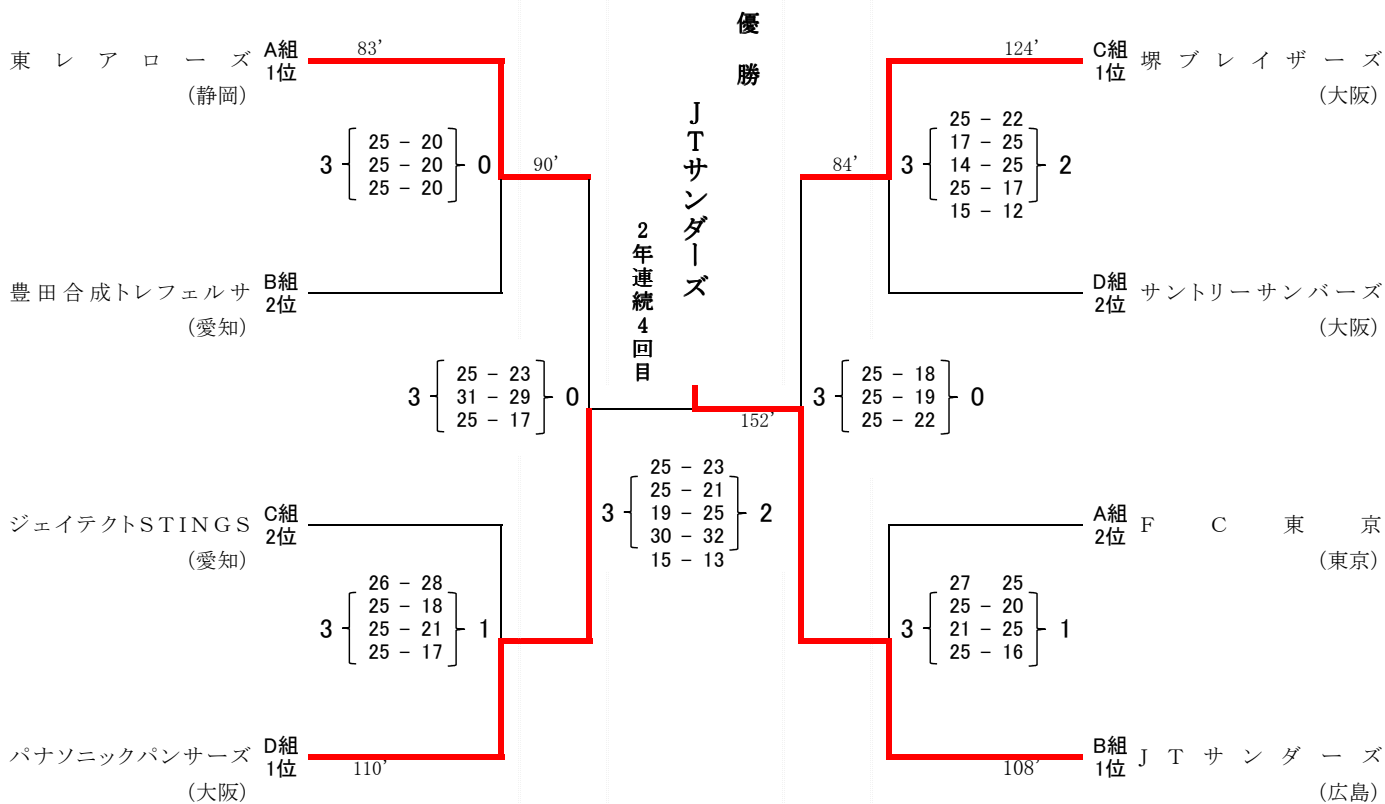 優勝
JTサンダーズ
2年連続4回目
東レアローズ A組 1位
(静岡)
83’
3 25 - 20 0
25 - 20
25 - 20
90’
豊田合成トレフェルサ B組 2位
(愛知)
3 25 - 23 0
31 - 29
25 - 17
ジェイテクトSTINGS C組 2位
(愛知)
3 26 - 28 1
25 - 18
25 - 21
25 - 17
パナソニックパンサーズ D組 1位
(大阪)
110’
152’
3 25 - 23 2
25 - 21
19 - 25
30 - 32
15 - 13
124’
C組 1位 堺ブレイザーズ
(大阪)
84’
3 25 - 22 2
17 - 25
14 - 25
25 - 17
15 - 12
D組 2位 サントリーサンバーズ
(大阪)
3 25 - 18 0
25 - 19
25 - 22
A組 2位 FC東京
(東京)
3 27 25 1
25 - 20
21 - 25
25 - 16
B組 1位 JTサンダーズ
(広島)
108’